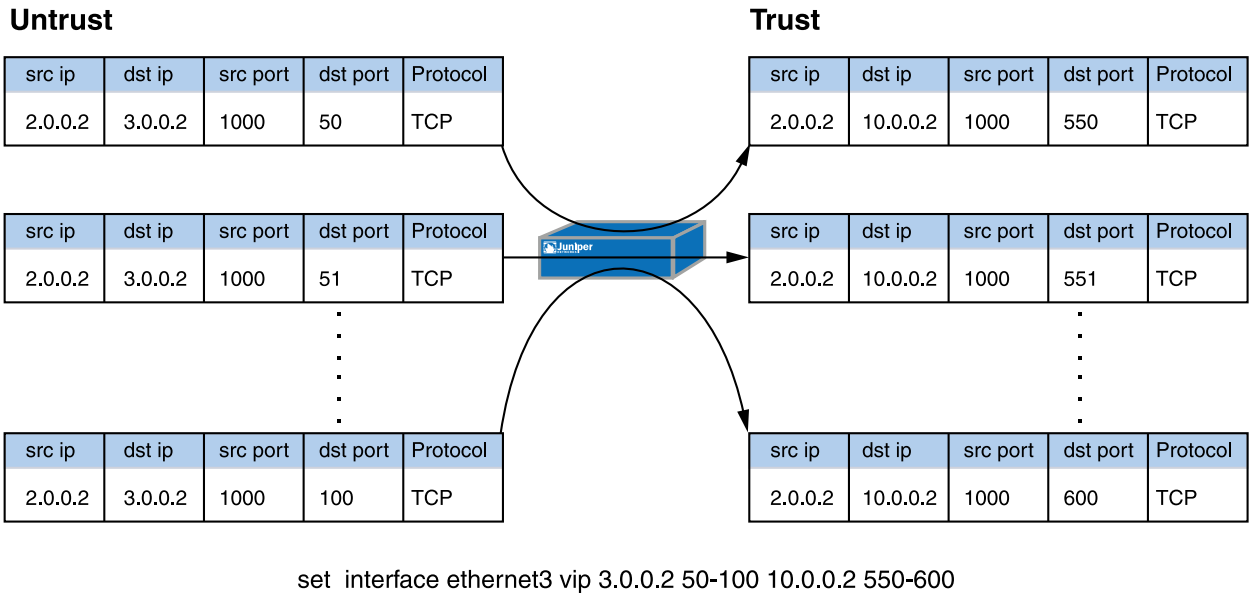 Untrust
Trust
src ip dst ip src port dst port Protocol
2.0.0.2 3.0.0.2 1000 50 TCP
src ip dst ip src port dst port Protocol
2.0.0.2 10.0.0.2 1000 550 TCP
src ip dst ip src port dst port Protocol
2.0.0.2 3.0.0.2 1000 51 TCP
Juniper
src ip dst ip src port dst port Protocol
2.0.0.2 10.0.0.2 1000 551 TCP
src ip dst ip src port dst port Protocol
2.0.0.2 3.0.0.2 1000 100 TCP
src ip dst ip src port dst port Protocol
2.0.0.2 10.0.0.2 1000 600 TCP
set interface ethernet3 vip 3.0.0.2 50-100 10.0.0.2 550-600